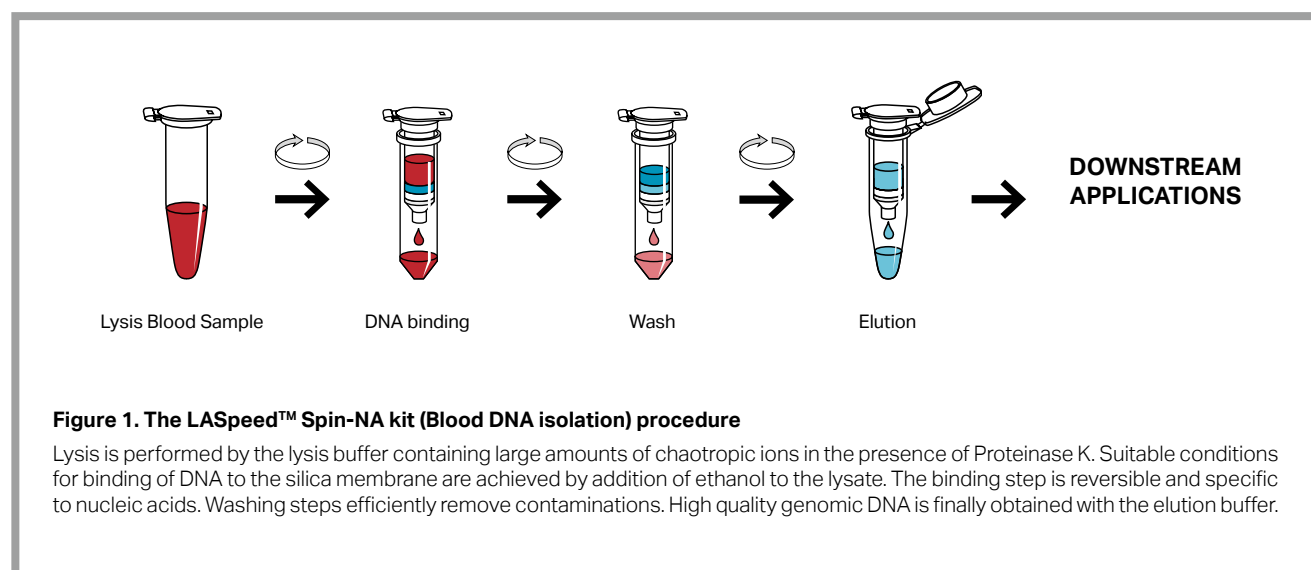 DOWNSTREAM
APPLICATIONS
Lysis Blood Sample
DNA binding
Wash
Elution
Figure 1. The LASpeed™ Spin-NA kit (Blood DNA isolation) procedure
Lysis is performed by the lysis buffer containing large amounts of chaotropic ions in the presence of Proteinase K. Suitable conditions
for binding of DNA to the silica membrane are achieved by addition of ethanol to the lysate. The binding step is reversible and specific
to nucleic acids. Washing steps efficiently remove contaminations. High quality genomic DNA is finally obtained with the elution buffer.